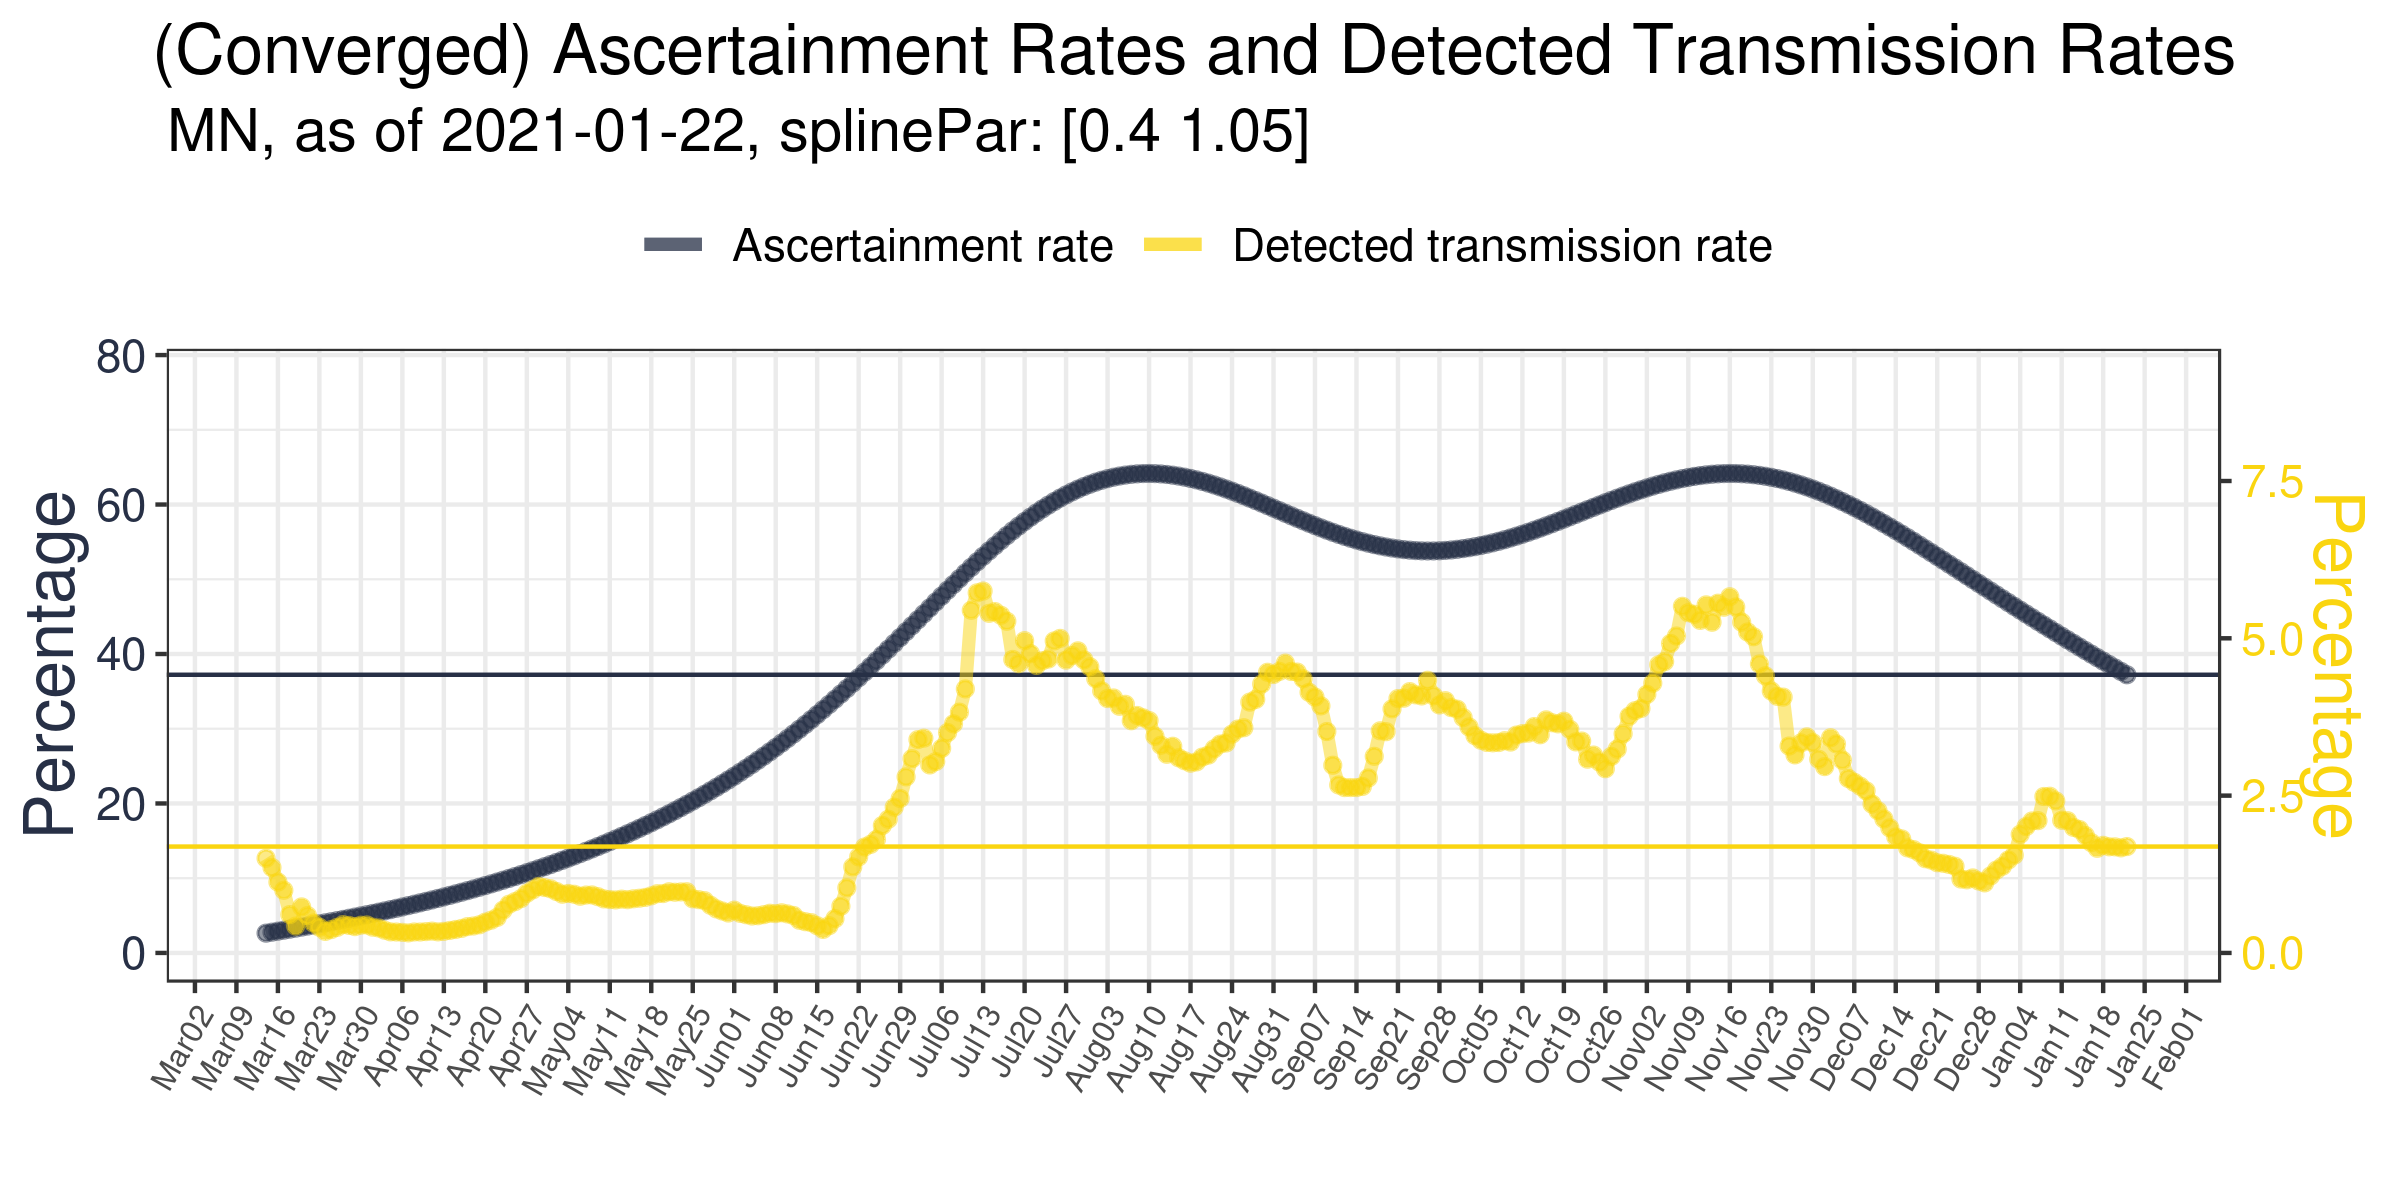 (Converged) Ascertainment Rates and Detected Transmission Rates
MN, as of 2021-01-22, splinePar: [0.4 1.05]
Ascertainment rate
Detected transmission rate
Percentage
80
60
40
20
0
7.5
5.0
2.5
0.0
Percentage
Mar02
Mar09
Mar16
Mar23
Mar30
Apr06
Apr13
Apr20
Apr27
May04
May11
May18
May25
Jun01
Jun08
Jun15
Jun22
Jun29
Jul06
Jul13
Jul20
Jul27
Aug03
Aug10
Aug17
Aug24
Aug31
Sep07
Sep14
Sep21
Sep28
Oct05
Oct12
Oct19
Oct26
Nov02
Nov09
Nov16
Nov23
Nov30
Dec07
Dec14
Dec21
Dec28
Jan04
Jan11
Jan18
Jan25
Feb01